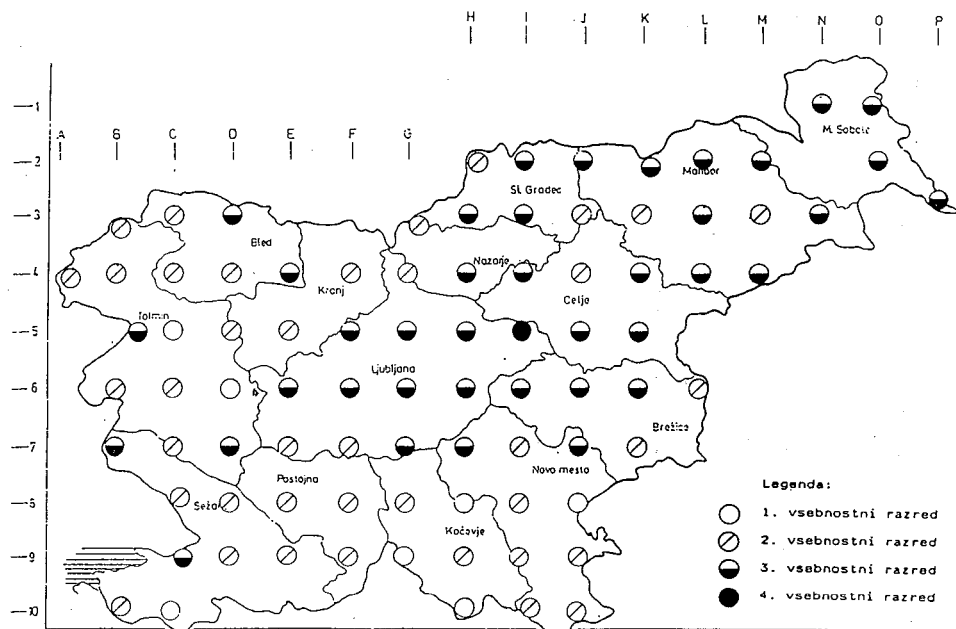 H I J K L M N O P
A B C D E F G
1
2
3
4
5
6
7
8
9
10
M. Sobota
Maribor
Sl. Gradec
Bled
Nazarje
Kranj
Celje
Tolmin
Ljubljana
Brežice
Novo mesto
Postojna
Sežana
Kočevje
Legenda:
1. vsebnostni razred
2. vsebnostni razred
3. vsebnostni razred
4. vsebnostni razred